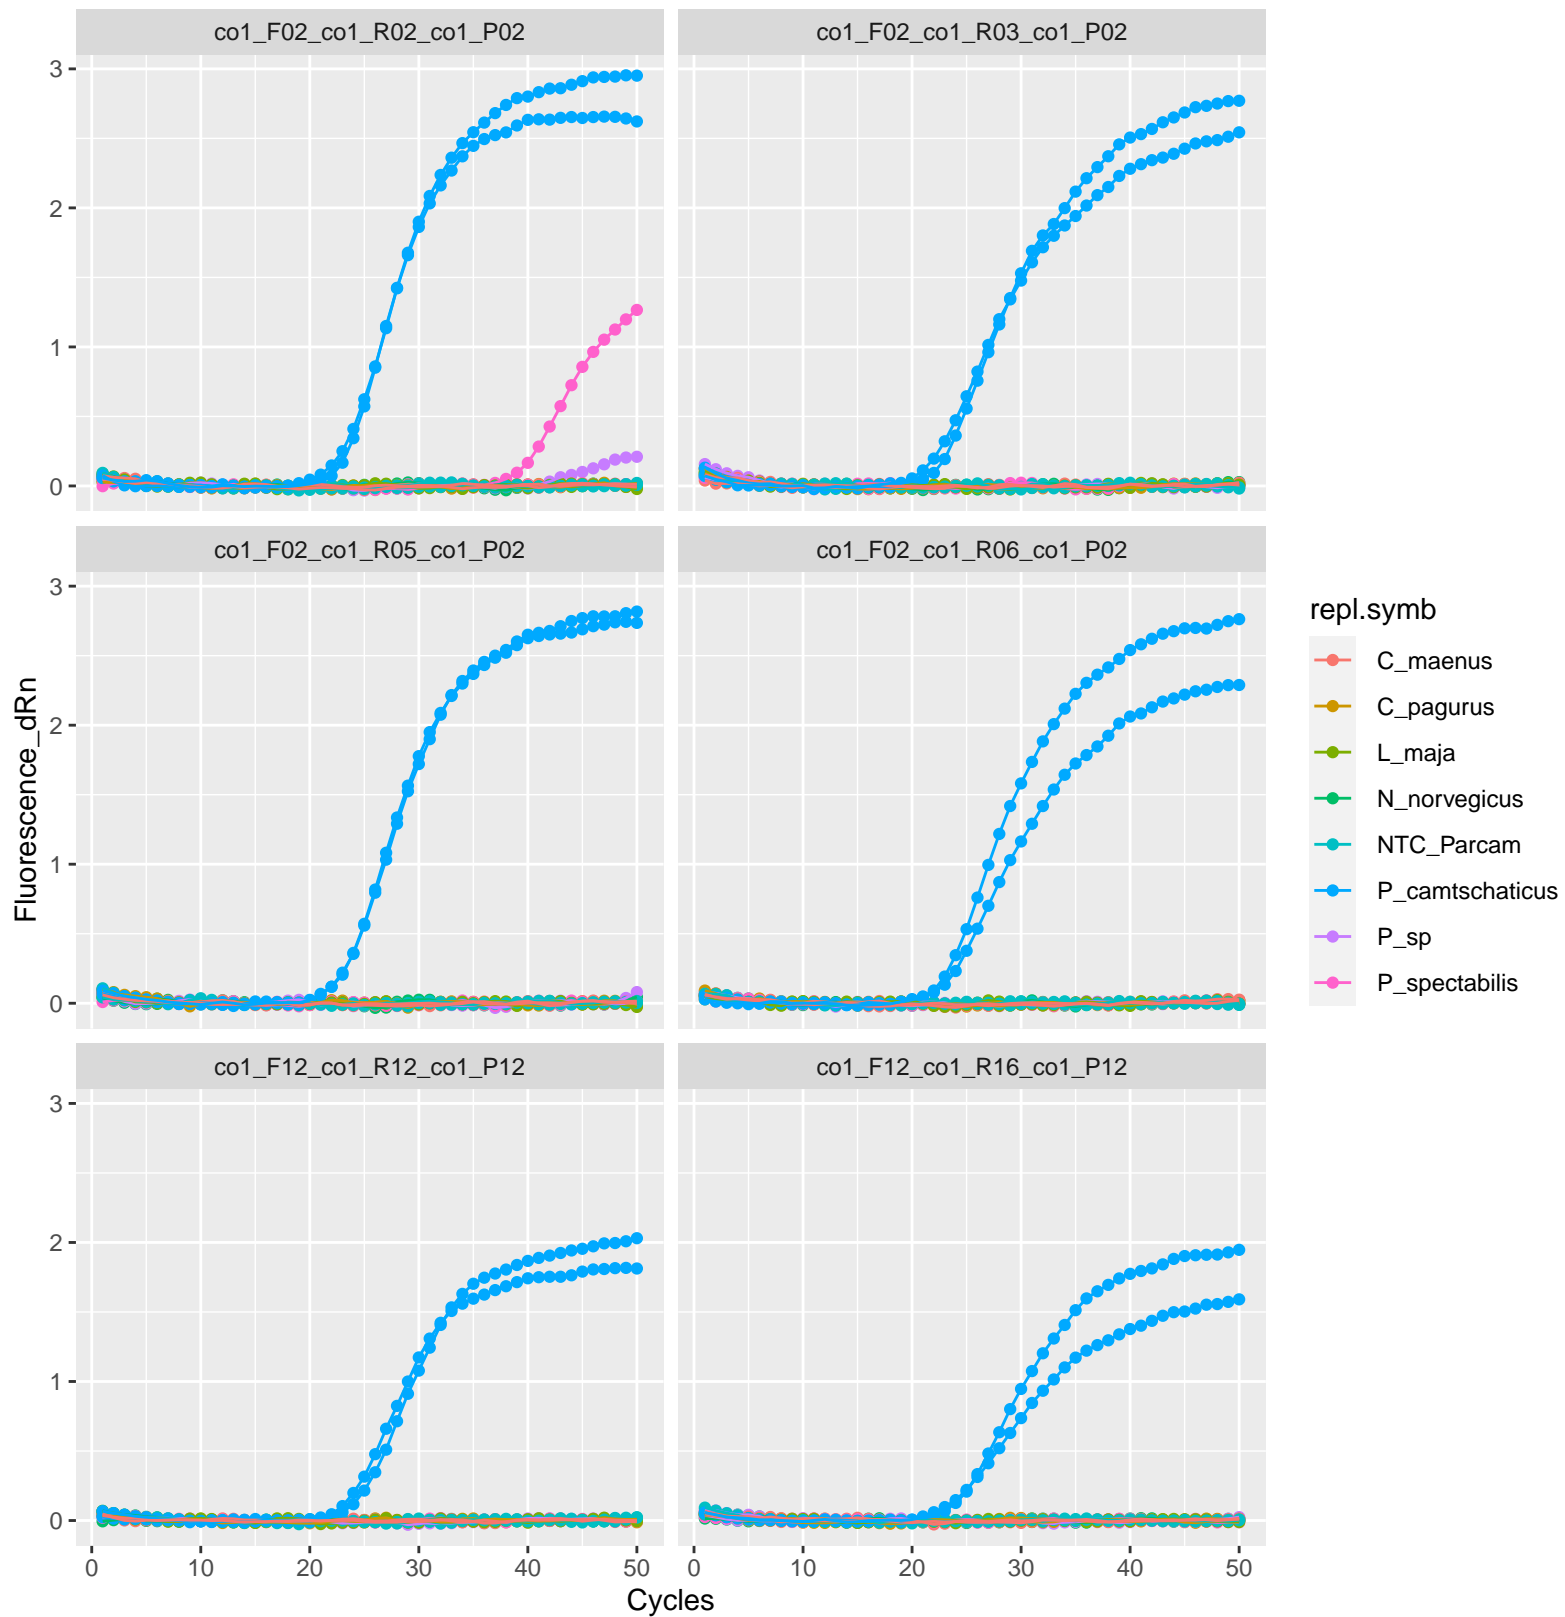 co1_F02_co1_R02_co1_P02
co1_F02_co1_R03_co1_P02
3
2
1
0
co1_F02_co1_R05_co1_P02
co1_F02_co1_R06_co1_P02
3
2
1
0
co1_F12_co1_R12_co1_P12
co1_F12_co1_R16_co1_P12
3
2
1
0
0 10 20 30 40 50
0 10 20 30 40 50
Cycles
Fluorescence_dRn
repl.symb
C_maenus
C_pagurus
L_maja
N_norvegicus
NTC_Parcam
P_camtschaticus
P_sp
P_spectabilis